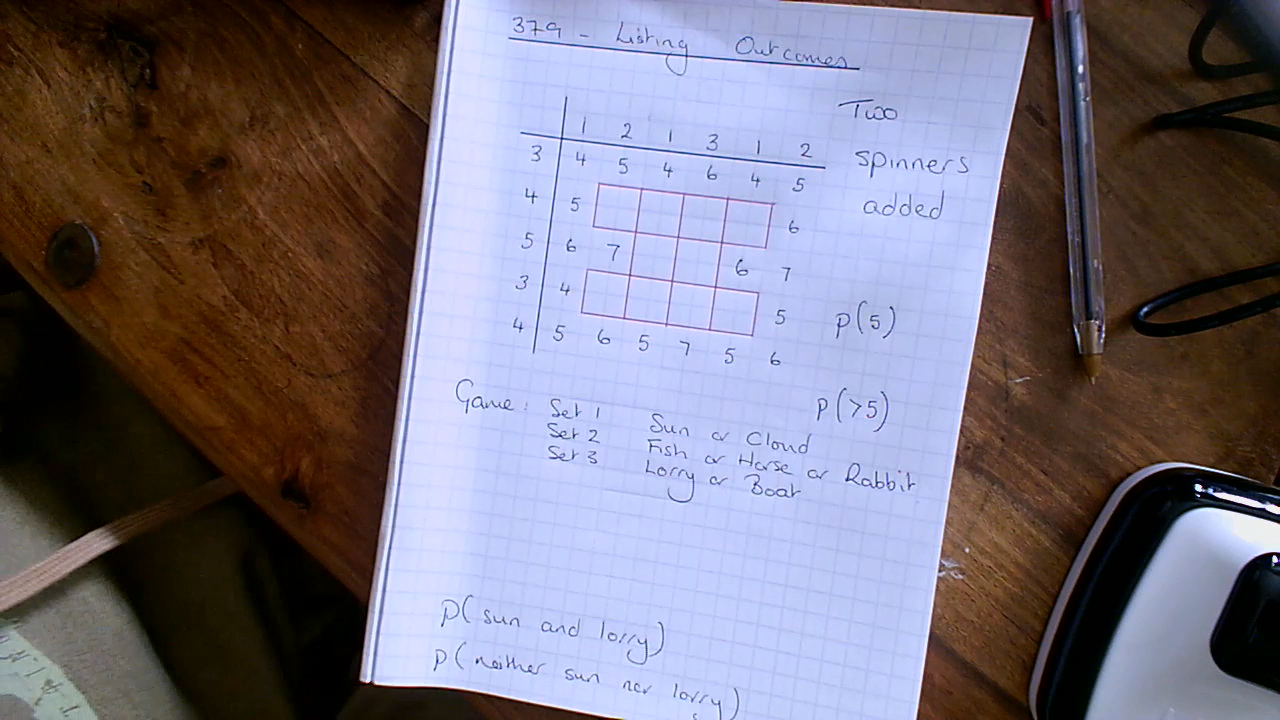 379 - Listing Outcomes
Two
spinners
added
1 2 1 3 1 2
3 4 5 4 6 4 5
4 5 6
5 6 7 6 7
3 4 5
4 5 6 5 7 5 6
p(5)
p(>5)
Game: Set 1 Sun or Cloud
Set 2 Fish or Horse or Rabbit
Set 3 Lorry or Boat
p(sun and lorry)
p(neither sun nor lorry)